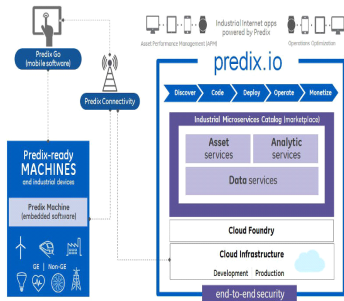 Predix Go
(mobile software)
Predix Connectivity
Predix-ready
MACHINES
and industrial devices
Predix Machine
(embedded software)
GE | Non-GE
Industrial Internet apps
powered by Predix
Asset Performance Management (APM)
Operations Optimization
predix.io
Discover
Code
Deploy
Operate
Monetize
Industrial Microservices Catalog (marketplace)
Asset
services
Analytic
services
Data services
Cloud Foundry
Cloud Infrastructure
Development Production
end-to-end security